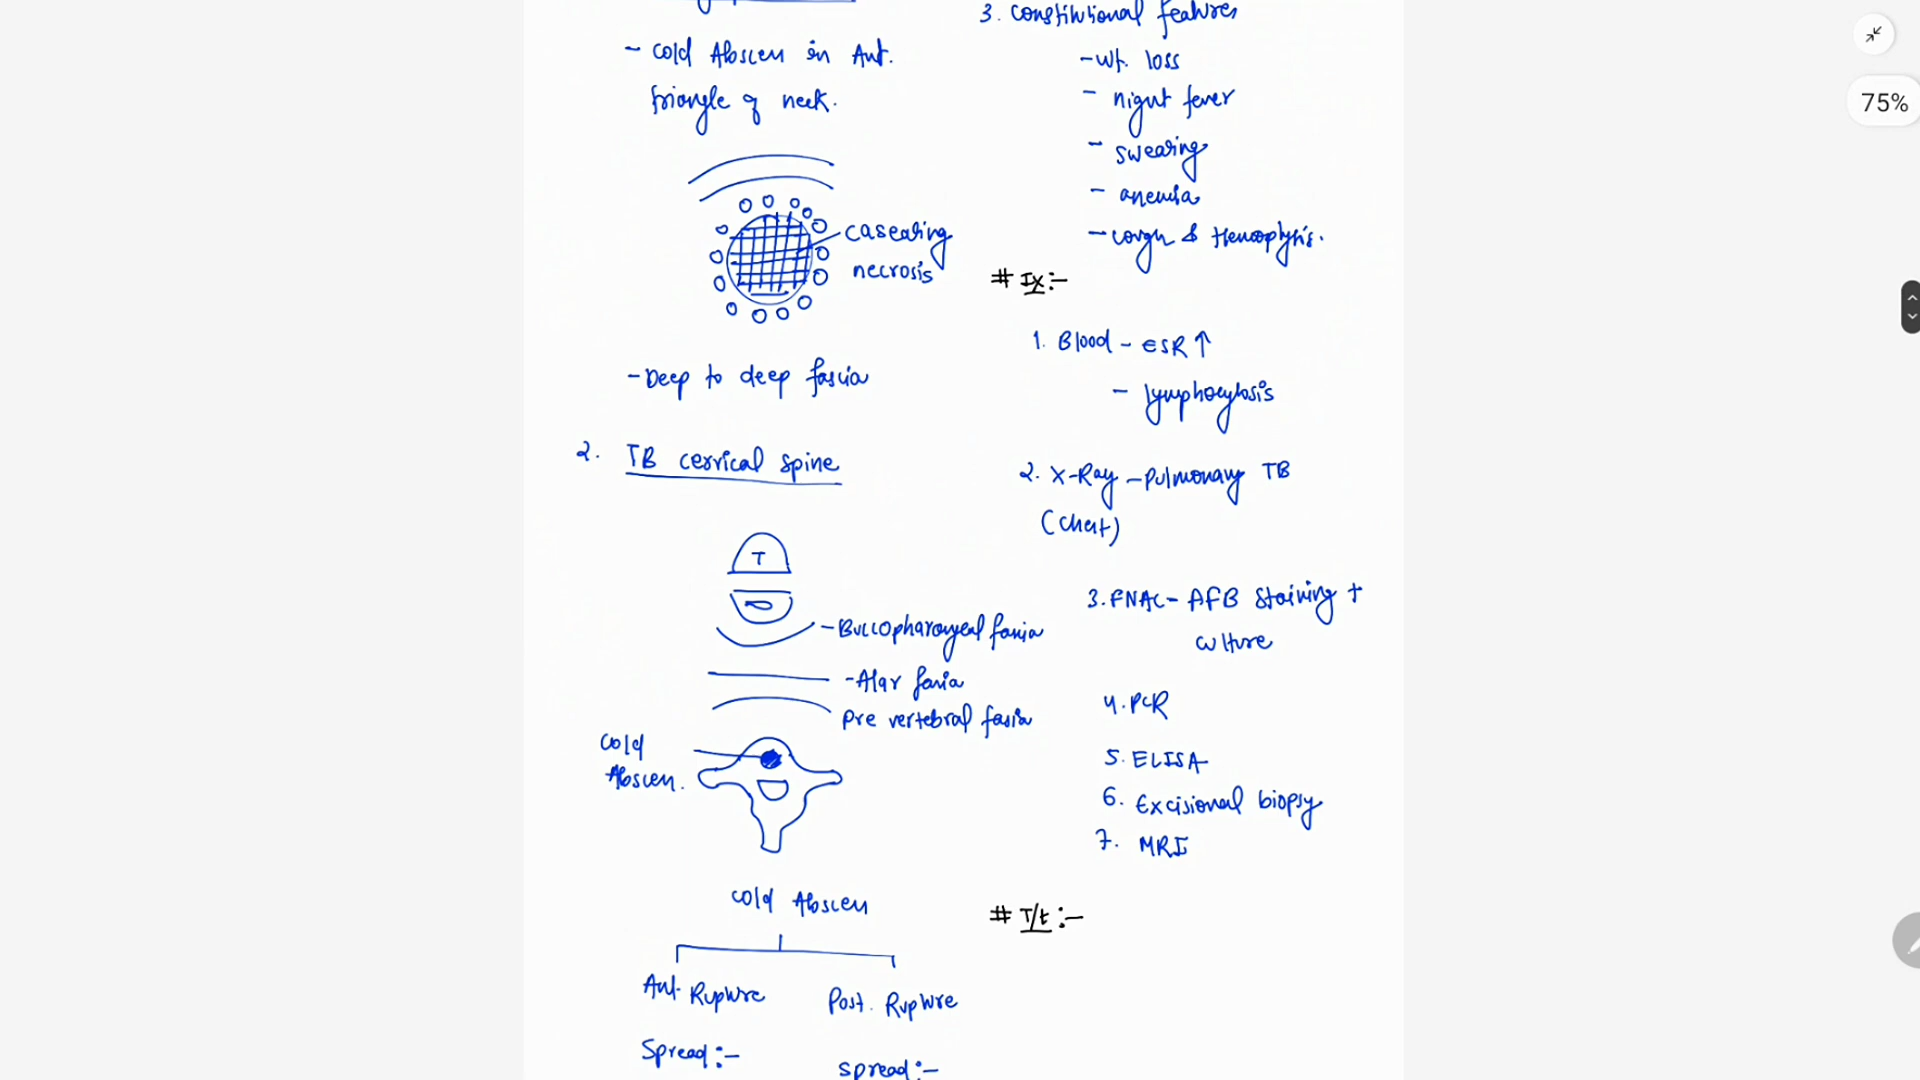 - cold Abscess in Ant.
triangle of neck.
caseating
necrosis
- Deep to deep fascia
2. TB cervical spine
T
- Buccopharyngeal fascia
- Alar fascia
Pre vertebral fascia
cold
Abscess.
cold Abscess
Ant. Rupture
Post. Rupture
Spread :-
spread :-
3. constitutional features
- Wt. loss
- night fever
- sweating
- anemia
- cough & Hemoptysis.
# Ix :-
1. Blood - ESR ↑
- lymphocytosis
2. X-Ray - Pulmonary TB
(chest)
3. FNAC - AFB Staining +
culture
4. PCR
5. ELISA
6. Excisional biopsy
7. MRI
# T/t :-
75%